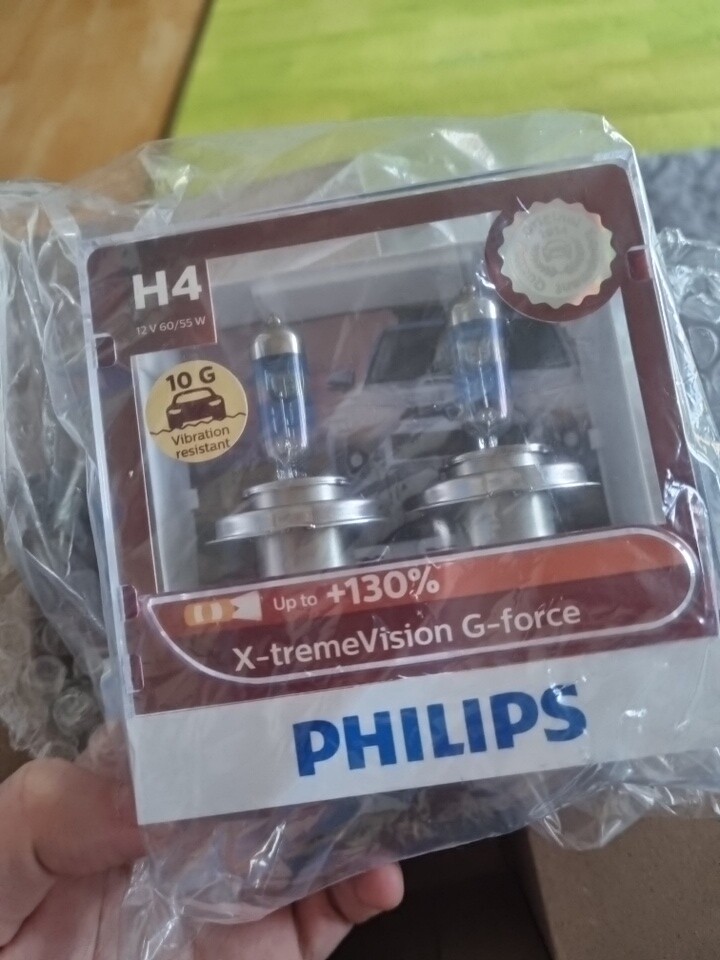 H4
12 V 60/55 W
10 G
Vibration
resistant
Up to +130%
X-tremeVision G-force
PHILIPS